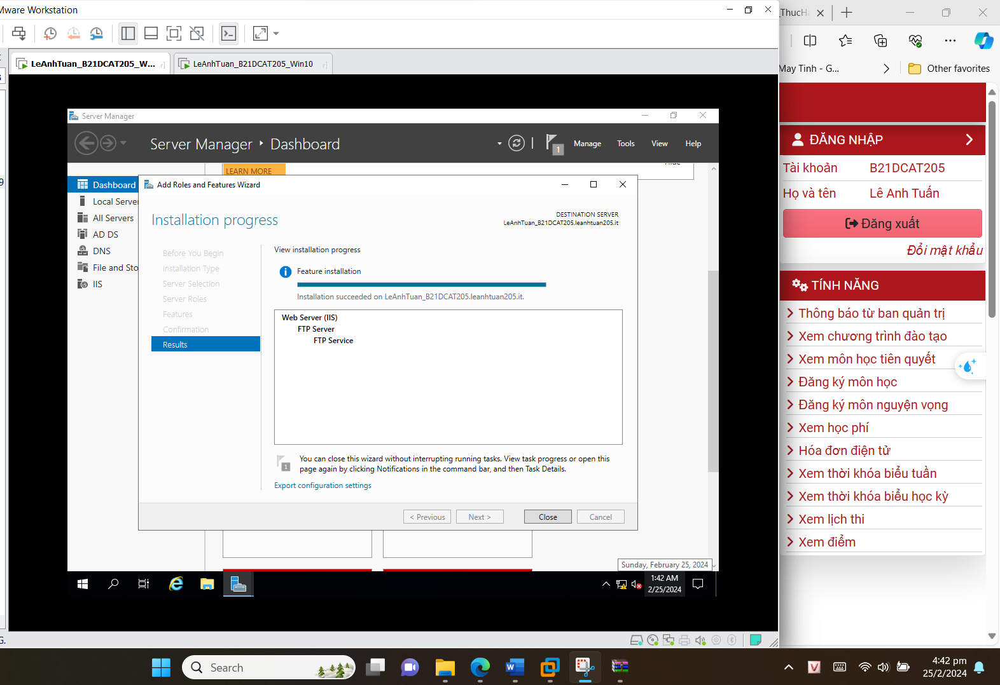 Mware Workstation
LeAnhTuan_B21DCAT205_W...
LeAnhTuan_B21DCAT205_Win10
Server Manager
Server Manager
Dashboard
1
Manage
Tools
View
Help
LEARN MORE
Hide
Dashboard
Local Server
All Servers
AD DS
DNS
File and Sto
IIS
Add Roles and Features Wizard
Installation progress
DESTINATION SERVER
LeAnhTuan_B21DCAT205.leanhtuan205.it
Before You Begin
Installation Type
Server Selection
Server Roles
Features
Confirmation
Results
View installation progress
Feature installation
Installation succeeded on LeAnhTuan_B21DCAT205.leanhtuan205.it.
Web Server (IIS)
FTP Server
FTP Service
1
You can close this wizard without interrupting running tasks. View task progress or open this
page again by clicking Notifications in the command bar, and then Task Details.
Export configuration settings
< Previous
Next >
Close
Cancel
Sunday, February 25, 2024
1:42 AM
2/25/2024
9
G.
_ThucH
May Tinh - G...
Other favorites
ĐĂNG NHẬP
Tài khoản B21DCAT205
Họ và tên Lê Anh Tuấn
Đăng xuất
Đổi mật khẩu
TÍNH NĂNG
Thông báo từ ban quản trị
Xem chương trình đào tạo
Xem môn học tiên quyết
Đăng ký môn học
Đăng ký môn nguyện vọng
Xem học phí
Hóa đơn điện tử
Xem thời khóa biểu tuần
Xem thời khóa biểu học kỳ
Xem lịch thi
Xem điểm
Search
4:42 pm
25/2/2024